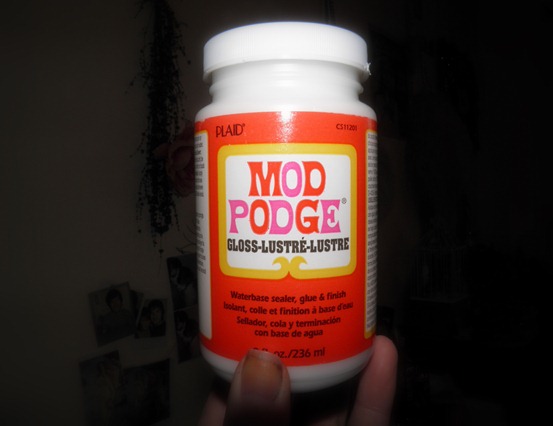 PLAID®
CS11201
MOD
PODGE®
GLOSS-LUSTRÉ-LUSTRE
Waterbase sealer, glue & finish
Isolant, colle et finition à base d'eau
Sellador, cola y terminación
con base de agua
oz./236 ml